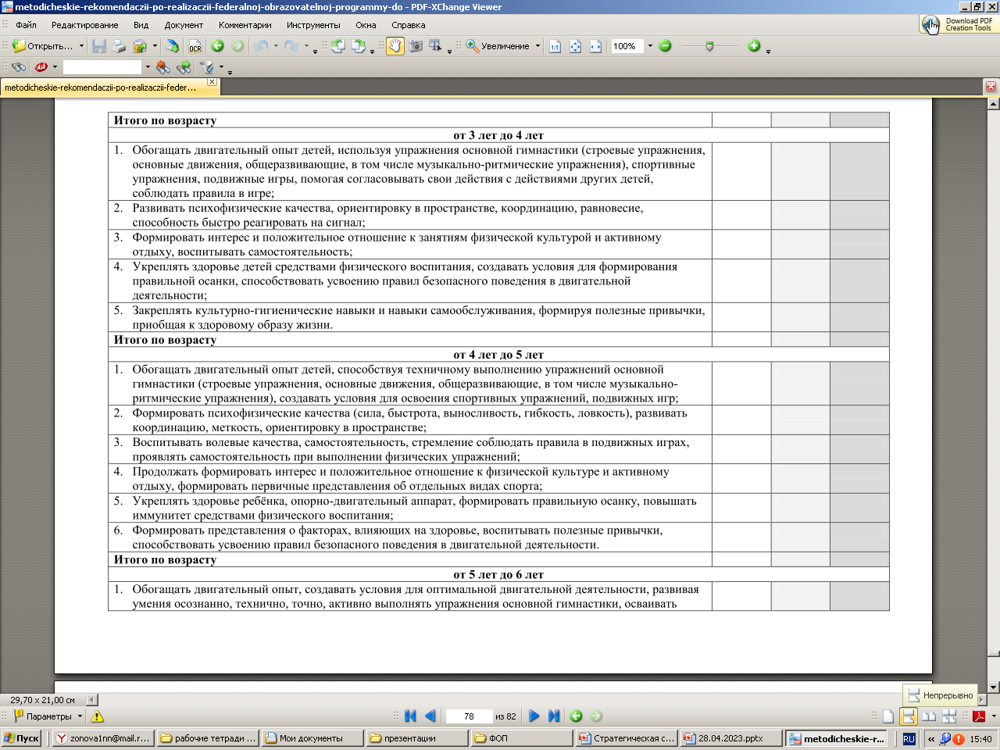 metodicheskie-rekomendaczii-po-realizaczii-federalnoj-obrazovatelnoj-programmy-do - PDF-XChange Viewer
Файл Редактирование Вид Документ Комментарии Инструменты Окна Справка
Download PDF
Creation Tools
Открыть... OCR Увеличение 1:1 100%
Ask
metodicheskie-rekomendaczii-po-realizaczii-feder...
Итого по возрасту
от 3 лет до 4 лет
1. Обогащать двигательный опыт детей, используя упражнения основной гимнастики (строевые упражнения,
основные движения, общеразвивающие, в том числе музыкально-ритмические упражнения), спортивные
упражнения, подвижные игры, помогая согласовывать свои действия с действиями других детей,
соблюдать правила в игре;
2. Развивать психофизические качества, ориентировку в пространстве, координацию, равновесие,
способность быстро реагировать на сигнал;
3. Формировать интерес и положительное отношение к занятиям физической культурой и активному
отдыху, воспитывать самостоятельность;
4. Укреплять здоровье детей средствами физического воспитания, создавать условия для формирования
правильной осанки, способствовать усвоению правил безопасного поведения в двигательной
деятельности;
5. Закреплять культурно-гигиенические навыки и навыки самообслуживания, формируя полезные привычки,
приобщая к здоровому образу жизни.
Итого по возрасту
от 4 лет до 5 лет
1. Обогащать двигательный опыт детей, способствуя техничному выполнению упражнений основной
гимнастики (строевые упражнения, основные движения, общеразвивающие, в том числе музыкально-
ритмические упражнения), создавать условия для освоения спортивных упражнений, подвижных игр;
2. Формировать психофизические качества (сила, быстрота, выносливость, гибкость, ловкость), развивать
координацию, меткость, ориентировку в пространстве;
3. Воспитывать волевые качества, самостоятельность, стремление соблюдать правила в подвижных играх,
проявлять самостоятельность при выполнении физических упражнений;
4. Продолжать формировать интерес и положительное отношение к физической культуре и активному
отдыху, формировать первичные представления об отдельных видах спорта;
5. Укреплять здоровье ребёнка, опорно-двигательный аппарат, формировать правильную осанку, повышать
иммунитет средствами физического воспитания;
6. Формировать представления о факторах, влияющих на здоровье, воспитывать полезные привычки,
способствовать усвоению правил безопасного поведения в двигательной деятельности.
Итого по возрасту
от 5 лет до 6 лет
1. Обогащать двигательный опыт, создавать условия для оптимальной двигательной деятельности, развивая
умения осознанно, технично, точно, активно выполнять упражнения основной гимнастики, осваивать
29,70 x 21,00 см
Непрерывно
Параметры 78 из 82
Пуск zonova1nn@mail.r... рабочие тетради ... Мои документы презентации ФОП Стратегическая с... 28.04.2023.pptx metodicheskie-r... RU « 15:40